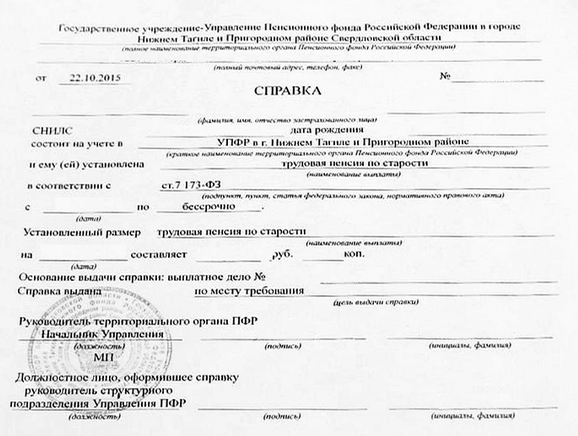 Государственное учреждение-Управление Пенсионного фонда Российской Федерации в городе
Нижнем Тагиле и Пригородном районе Свердловской области
(полное наименование территориального органа Пенсионного фонда Российской Федерации)
(полный почтовый адрес, телефон, факс)
от 22.10.2015 №
СПРАВКА
(фамилия, имя, отчество застрахованного лица)
СНИЛС дата рождения
состоит на учете в УПФР в г. Нижнем Тагиле и Пригородном районе
(краткое наименование территориального органа Пенсионного фонда Российской Федерации)
и ему (ей) установлена трудовая пенсия по старости
(наименование выплаты)
в соответствии с ст.7 173-ФЗ
(подпункт, пункт, статья федерального закона, нормативного правового акта)
с по бессрочно .
(дата)
Установленный размер трудовая пенсия по старости
(наименование выплаты)
на составляет руб. коп.
(дата)
Основание выдачи справки: выплатное дело №
Справка выдана по месту требования
(цель выдачи справки)
Руководитель территориального органа ПФР
Начальник Управления
(должность) (подпись) (инициалы, фамилия)
МП
Должностное лицо, оформившее справку
руководитель структурного
подразделения Управления ПФР
(должность) (подпись) (инициалы, фамилия)